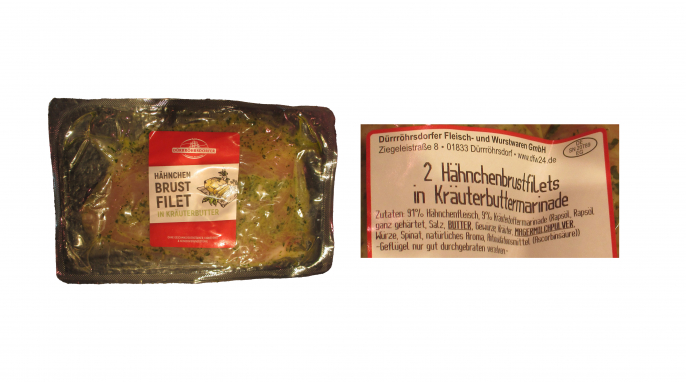 DÜRRRÖHRSDORFER
HÄHNCHEN
BRUST
FILET
IN KRÄUTERBUTTER
Dürrröhrsdorfer Fleisch- und Wurstwaren GmbH
Ziegeleistraße 8 • 01833 Dürrröhrsdorf • www.dfw24.de
2 Hähnchenbrustfilets
in Kräuterbuttermarinade
Zutaten: 91% Hähnchenfleisch, 9% Kräuterbuttermarinade (Rapsöl, Rapsöl
ganz gehärtet, Salz, BUTTER, Gewürze, Kräuter, MAGERMILCHPULVER,
Würze, Spinat, natürliches Aroma, Antioxidationsmittel (Ascorbinsäure))
-Geflügel, nur gut durchgebraten verzehren-